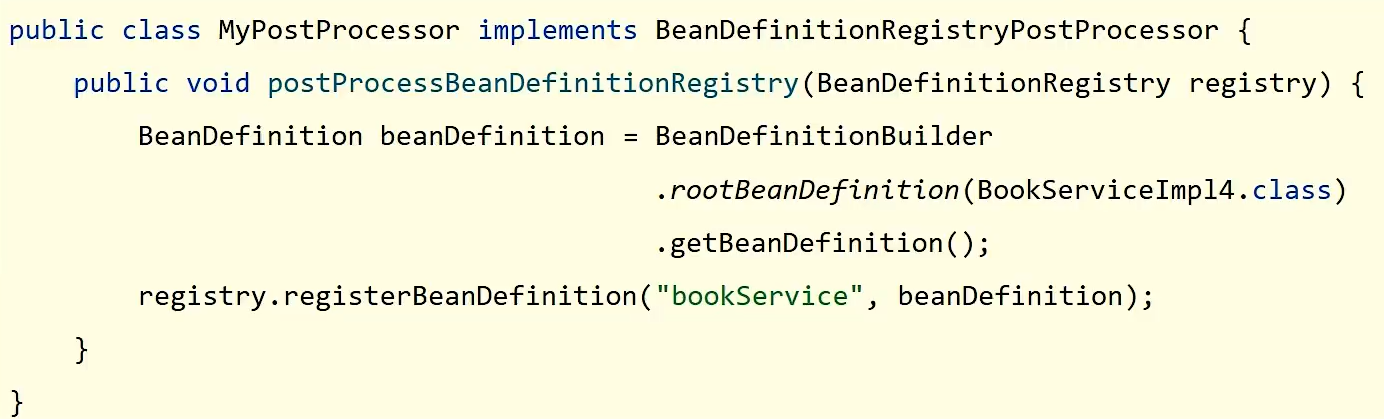 public class MyPostProcessor implements BeanDefinitionRegistryPostProcessor {
    public void postProcessBeanDefinitionRegistry(BeanDefinitionRegistry registry) {
        BeanDefinition beanDefinition = BeanDefinitionBuilder
                                        .rootBeanDefinition(BookServiceImpl4.class)
                                        .getBeanDefinition();
        registry.registerBeanDefinition("bookService", beanDefinition);
    }
}